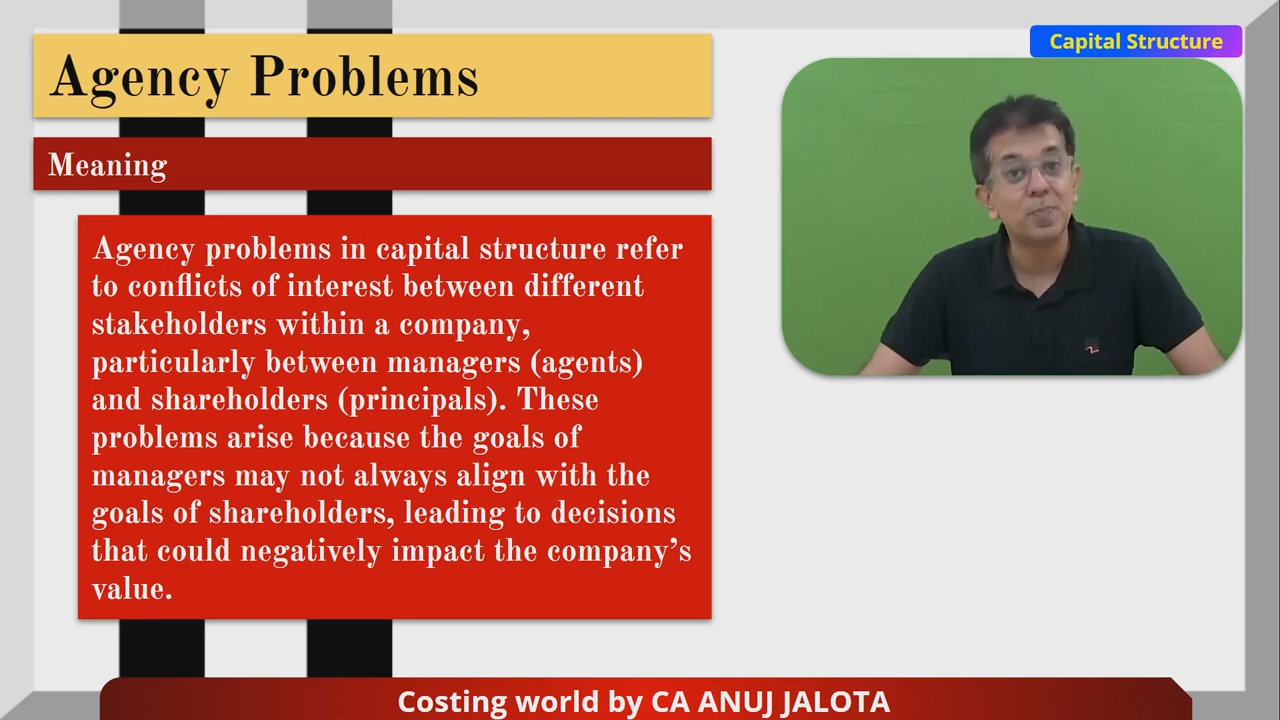 Capital Structure
Agency Problems
Meaning
Agency problems in capital structure refer
to conflicts of interest between different
stakeholders within a company,
particularly between managers (agents)
and shareholders (principals). These
problems arise because the goals of
managers may not always align with the
goals of shareholders, leading to decisions
that could negatively impact the company’s
value.
Costing world by CA ANUJ JALOTA